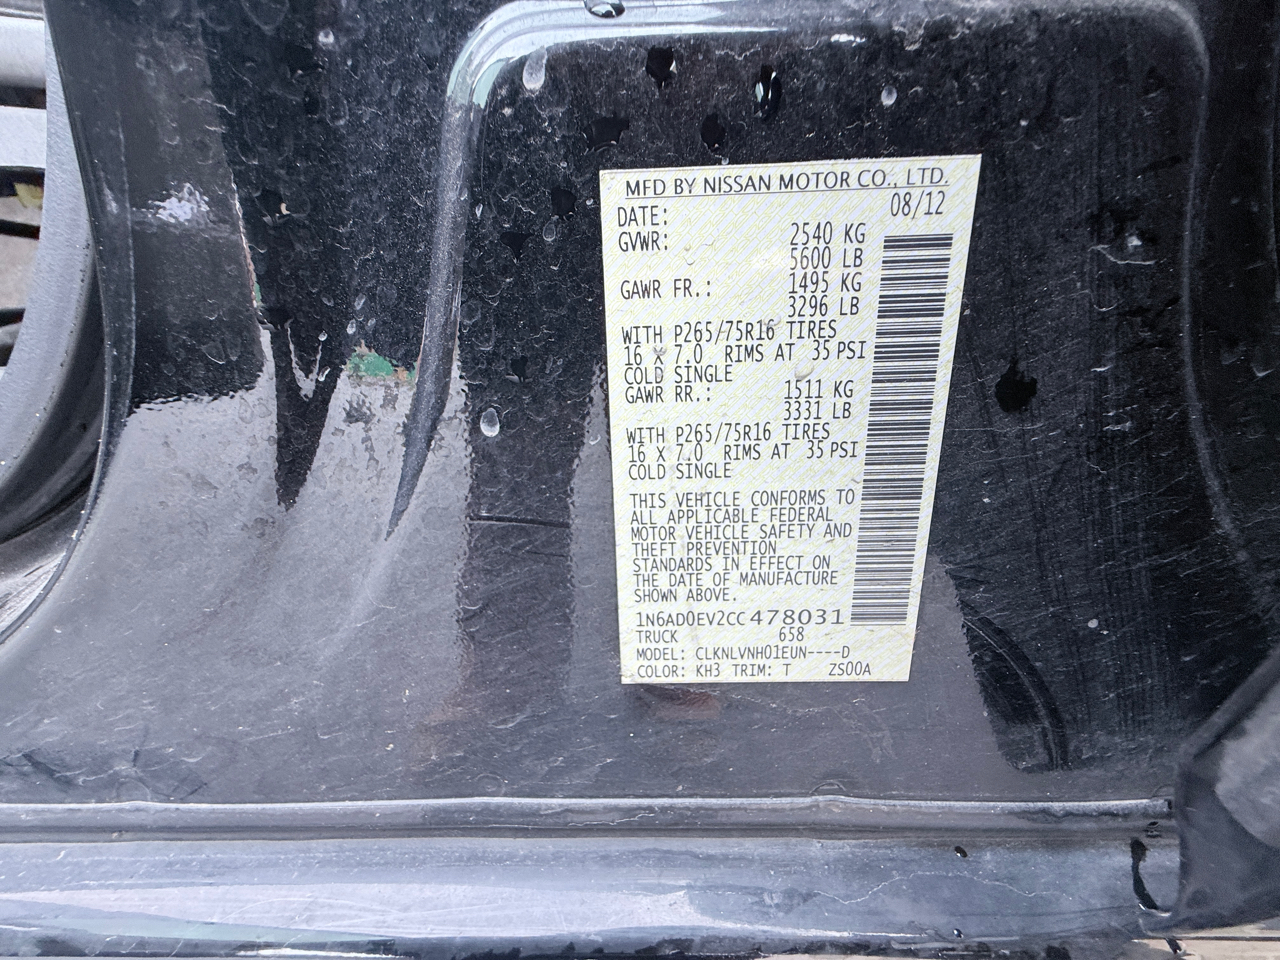 MFD BY NISSAN MOTOR CO., LTD.
DATE: 08/12
GVWR: 2540 KG
5600 LB
GAWR FR.: 1495 KG
3296 LB
WITH P265/75R16 TIRES
16 X 7.0 RIMS AT 35 PSI
COLD SINGLE
GAWR RR.: 1511 KG
3331 LB
WITH P265/75R16 TIRES
16 X 7.0 RIMS AT 35 PSI
COLD SINGLE
THIS VEHICLE CONFORMS TO
ALL APPLICABLE FEDERAL
MOTOR VEHICLE SAFETY AND
THEFT PREVENTION
STANDARDS IN EFFECT ON
THE DATE OF MANUFACTURE
SHOWN ABOVE.
1N6AD0EV2CC478031
TRUCK 658
MODEL: CLKNLVNH01EUN----D
COLOR: KH3 TRIM: T ZS00A